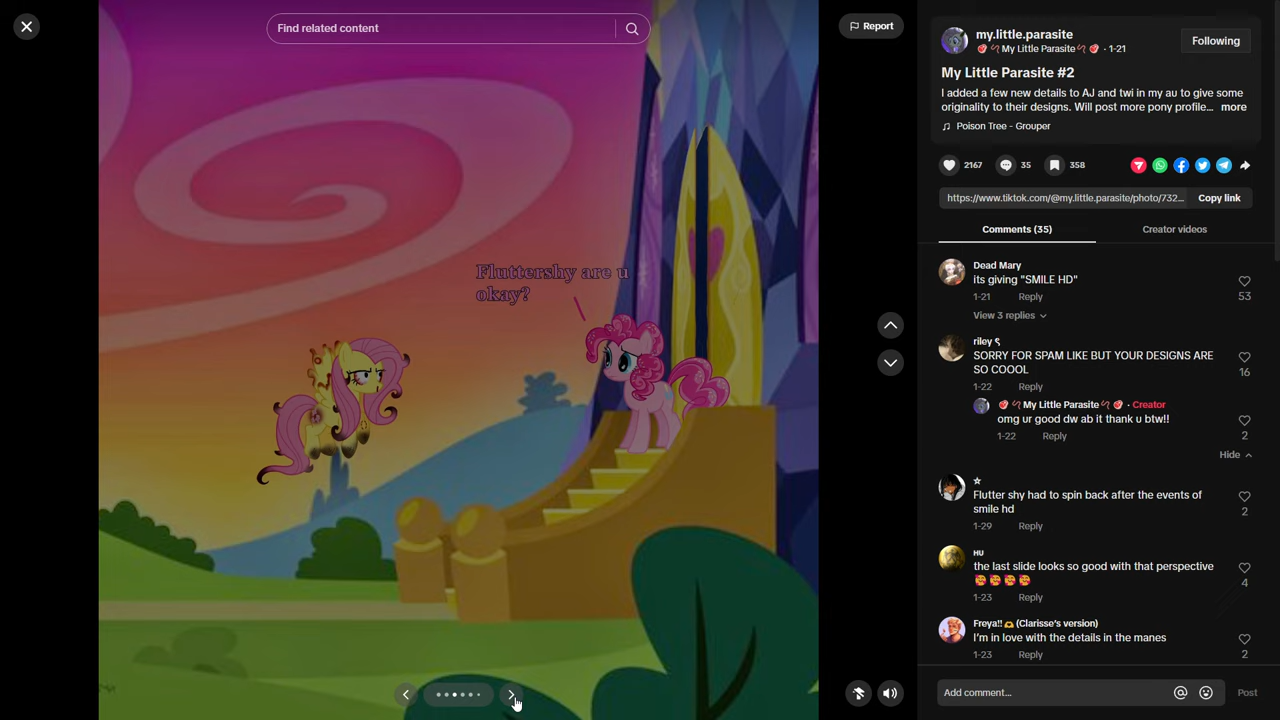 Find related content
Report
Fluttershy are u
okay?
my.little.parasite
My Little Parasite · 1-21
Following
My Little Parasite #2
I added a few new details to AJ and twi in my au to give some
originality to their designs. Will post more pony profile... more
Poison Tree - Grouper
2167
35
358
https://www.tiktok.com/@my.little.parasite/photo/732...
Copy link
Comments (35)
Creator videos
Dead Mary
its giving "SMILE HD"
1-21 Reply
53
View 3 replies
riley
SORRY FOR SPAM LIKE BUT YOUR DESIGNS ARE
SO COOOL
16
1-22 Reply
My Little Parasite · Creator
omg ur good dw ab it thank u btw!!
1-22 Reply
2
Hide
Flutter shy had to spin back after the events of
smile hd
2
1-29 Reply
HU
the last slide looks so good with that perspective
🥰🥰🥰🥰
4
1-23 Reply
Freya!! 🫶 (Clarisse's version)
I'm in love with the details in the manes
1-23 Reply
2
Add comment...
Post